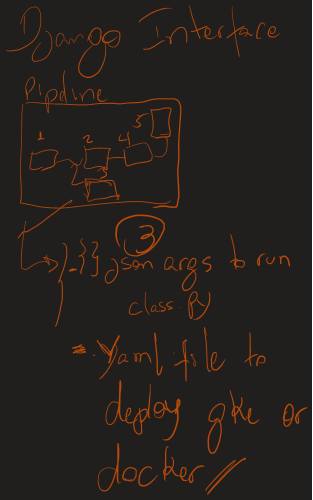 Django Interface
Pipeline
1 2 4 5
3
3
}-{} json args to run
class.py
• Yaml file to
deploy gke or
docker